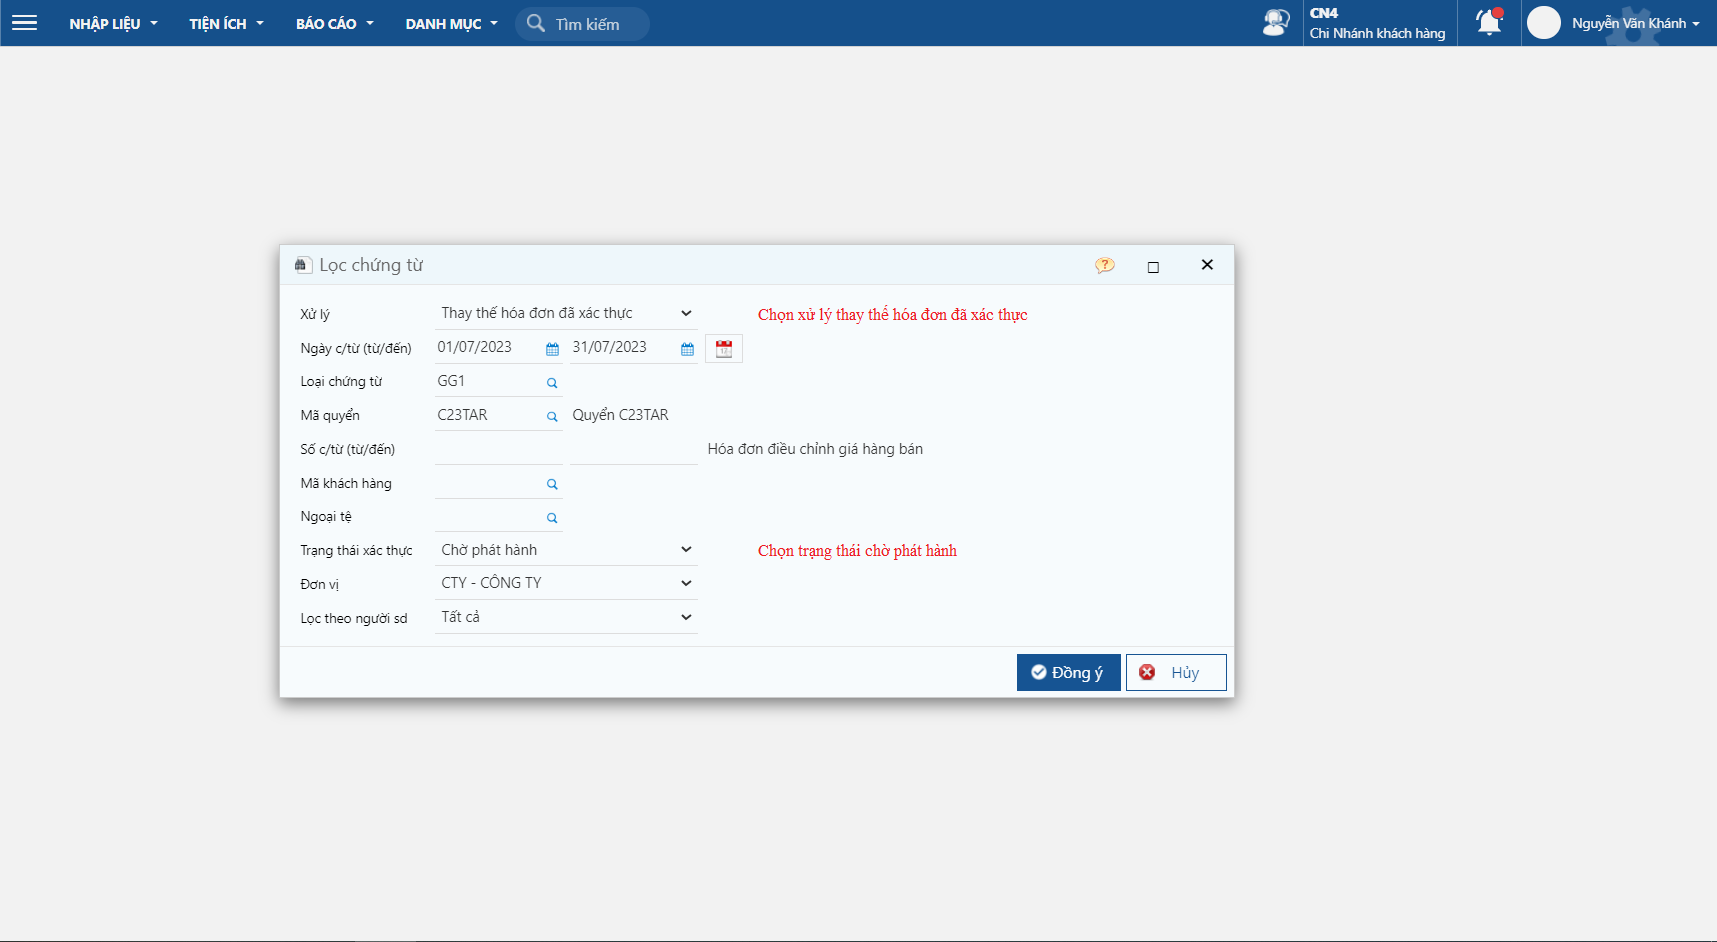 NHẬP LIỆU TIỆN ÍCH BÁO CÁO DANH MỤC Tìm kiếm
CN4
Chi Nhánh khách hàng
Nguyễn Văn Khánh
Lọc chứng từ
Xử lý Thay thế hóa đơn đã xác thực Chọn xử lý thay thế hóa đơn đã xác thực
Ngày c/từ (từ/đến) 01/07/2023 31/07/2023
Loại chứng từ GG1
Mã quyển C23TAR Quyển C23TAR
Số c/từ (từ/đến) Hóa đơn điều chỉnh giá hàng bán
Mã khách hàng
Ngoại tệ
Trạng thái xác thực Chờ phát hành Chọn trạng thái chờ phát hành
Đơn vị CTY - CÔNG TY
Lọc theo người sd Tất cả
Đồng ý Hủy